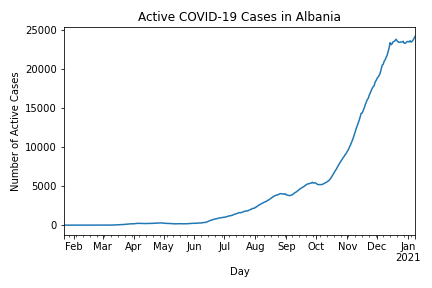 Active COVID-19 Cases in Albania
25000
20000
15000
10000
5000
0
Number of Active Cases
Feb Mar Apr May Jun Jul Aug Sep Oct Nov Dec Jan
2021
Day